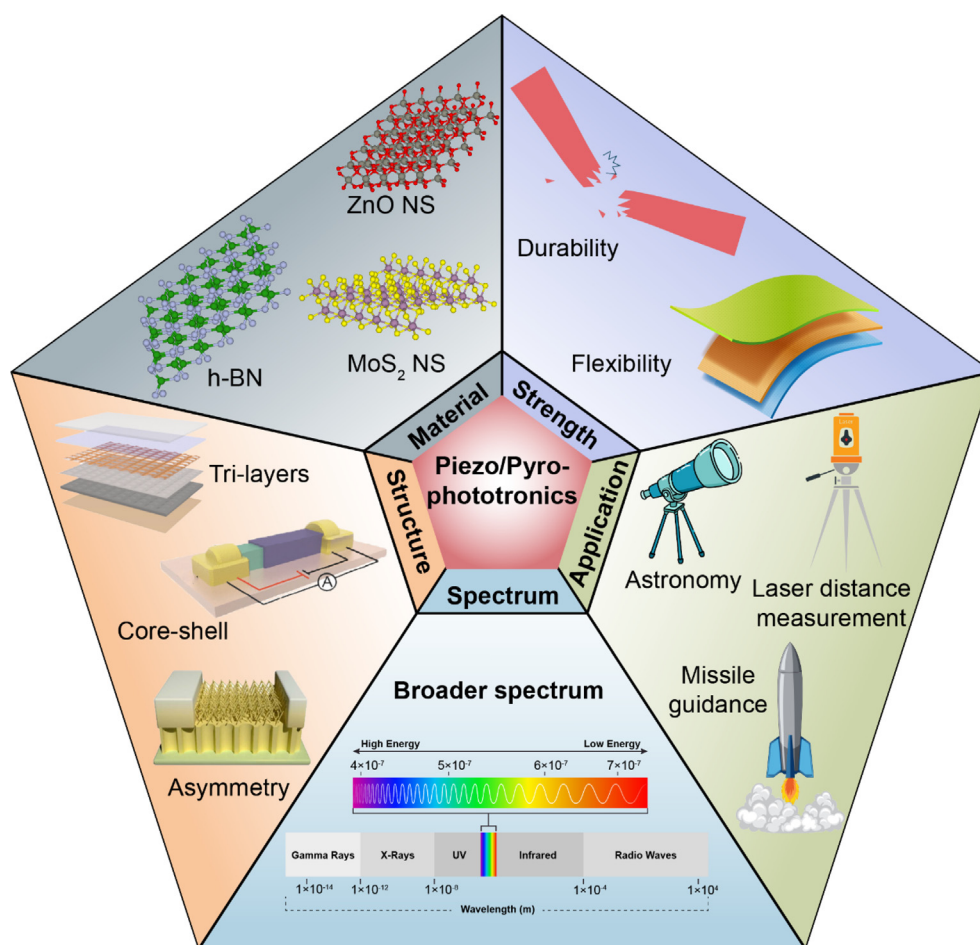 ZnO NS
h-BN
MoS₂ NS
Durability
Flexibility
Material
Strength
Piezo/Pyro-
phototronics
Structure
Application
Spectrum
Tri-layers
A
Core-shell
Asymmetry
Astronomy
Laser distance
measurement
Missile
guidance
Broader spectrum
High Energy
Low Energy
4×10⁻⁷
5×10⁻⁷
6×10⁻⁷
7×10⁻⁷
Gamma Rays
X-Rays
UV
Infrared
Radio Waves
1×10⁻¹⁴
1×10⁻¹²
1×10⁻⁸
1×10⁻⁴
1×10⁴
Wavelength (m)